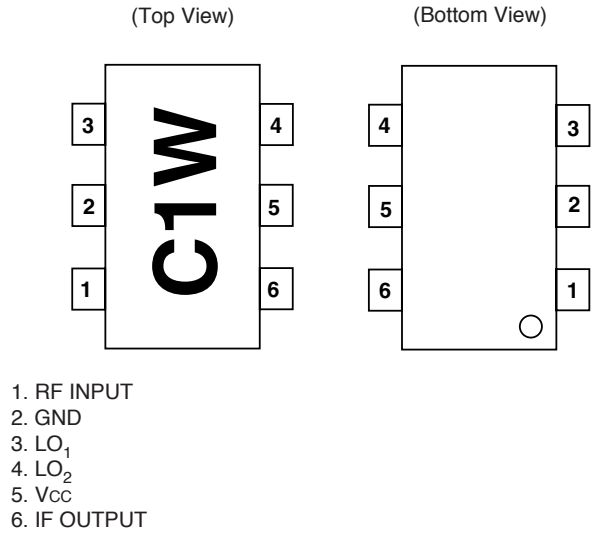 (Top View) (Bottom View)
3 4 4 3
C1W
2 5 5 2
1 6 6 1
1. RF INPUT
2. GND
3. LO1
4. LO2
5. VCC
6. IF OUTPUT